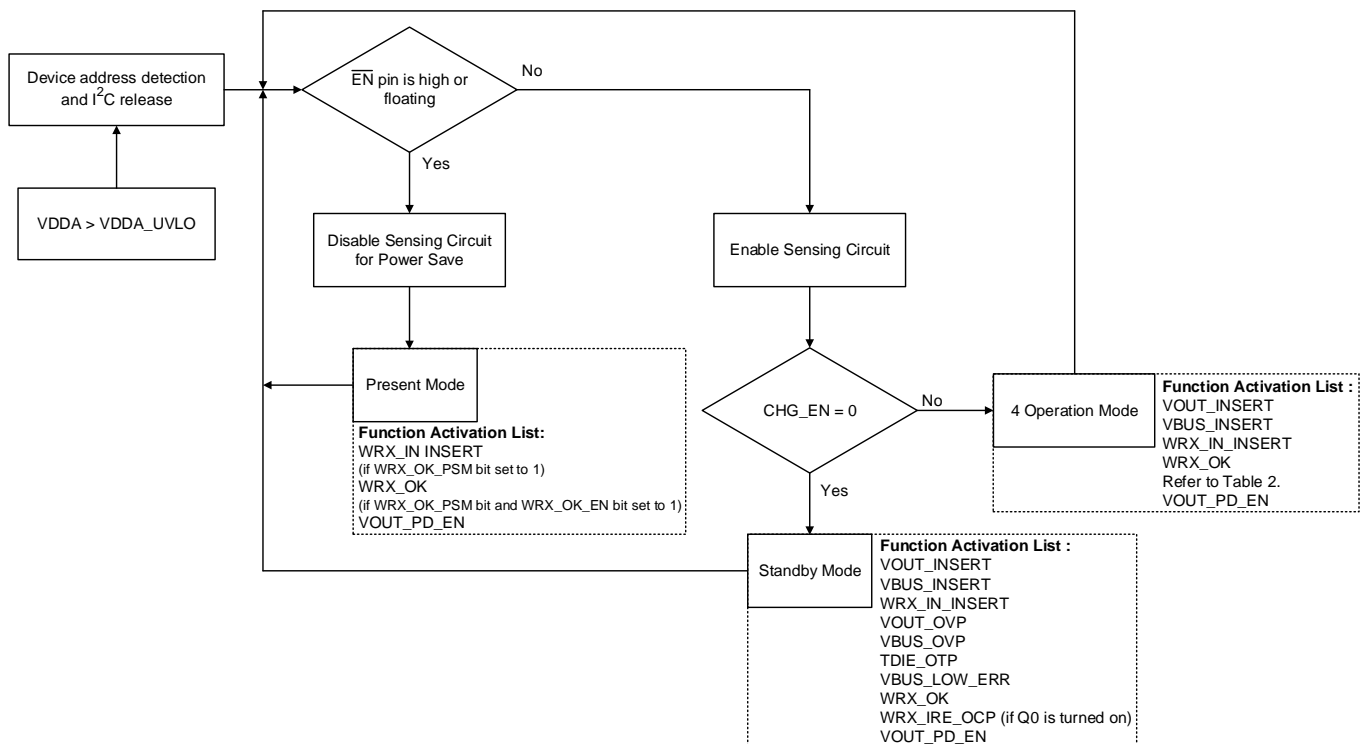 Device address detection
and I2C release
VDDA > VDDA_UVLO
EN pin is high or
floating
No
Yes
Disable Sensing Circuit
for Power Save
Enable Sensing Circuit
Present Mode
Function Activation List:
WRX_IN INSERT
(if WRX_OK_PSM bit set to 1)
WRX_OK
(if WRX_OK_PSM bit and WRX_OK_EN bit set to 1)
VOUT_PD_EN
CHG_EN = 0
No
Yes
4 Operation Mode
Function Activation List :
VOUT_INSERT
VBUS_INSERT
WRX_IN_INSERT
WRX_OK
Refer to Table 2.
VOUT_PD_EN
Standby Mode
Function Activation List :
VOUT_INSERT
VBUS_INSERT
WRX_IN_INSERT
VOUT_OVP
VBUS_OVP
TDIE_OTP
VBUS_LOW_ERR
WRX_OK
WRX_IRE_OCP (if Q0 is turned on)
VOUT_PD_EN